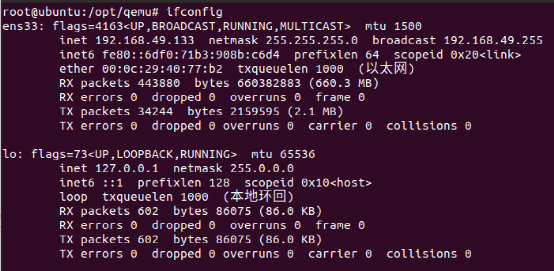 root@ubuntu:/opt/qemu# ifconfig
ens33: flags=4163<UP,BROADCAST,RUNNING,MULTICAST>  mtu 1500
        inet 192.168.49.133  netmask 255.255.255.0  broadcast 192.168.49.255
        inet6 fe80::6df0:71b3:908b:c6d4  prefixlen 64  scopeid 0x20<link>
        ether 00:0c:29:40:77:b2  txqueuelen 1000  (以太网)
        RX packets 443880  bytes 660382883 (660.3 MB)
        RX errors 0  dropped 0  overruns 0  frame 0
        TX packets 34244  bytes 2159595 (2.1 MB)
        TX errors 0  dropped 0 overruns 0  carrier 0  collisions 0
lo: flags=73<UP,LOOPBACK,RUNNING>  mtu 65536
        inet 127.0.0.1  netmask 255.0.0.0
        inet6 ::1  prefixlen 128  scopeid 0x10<host>
        loop  txqueuelen 1000  (本地环回)
        RX packets 602  bytes 86075 (86.0 KB)
        RX errors 0  dropped 0  overruns 0  frame 0
        TX packets 602  bytes 86075 (86.0 KB)
        TX errors 0  dropped 0 overruns 0  carrier 0  collisions 0